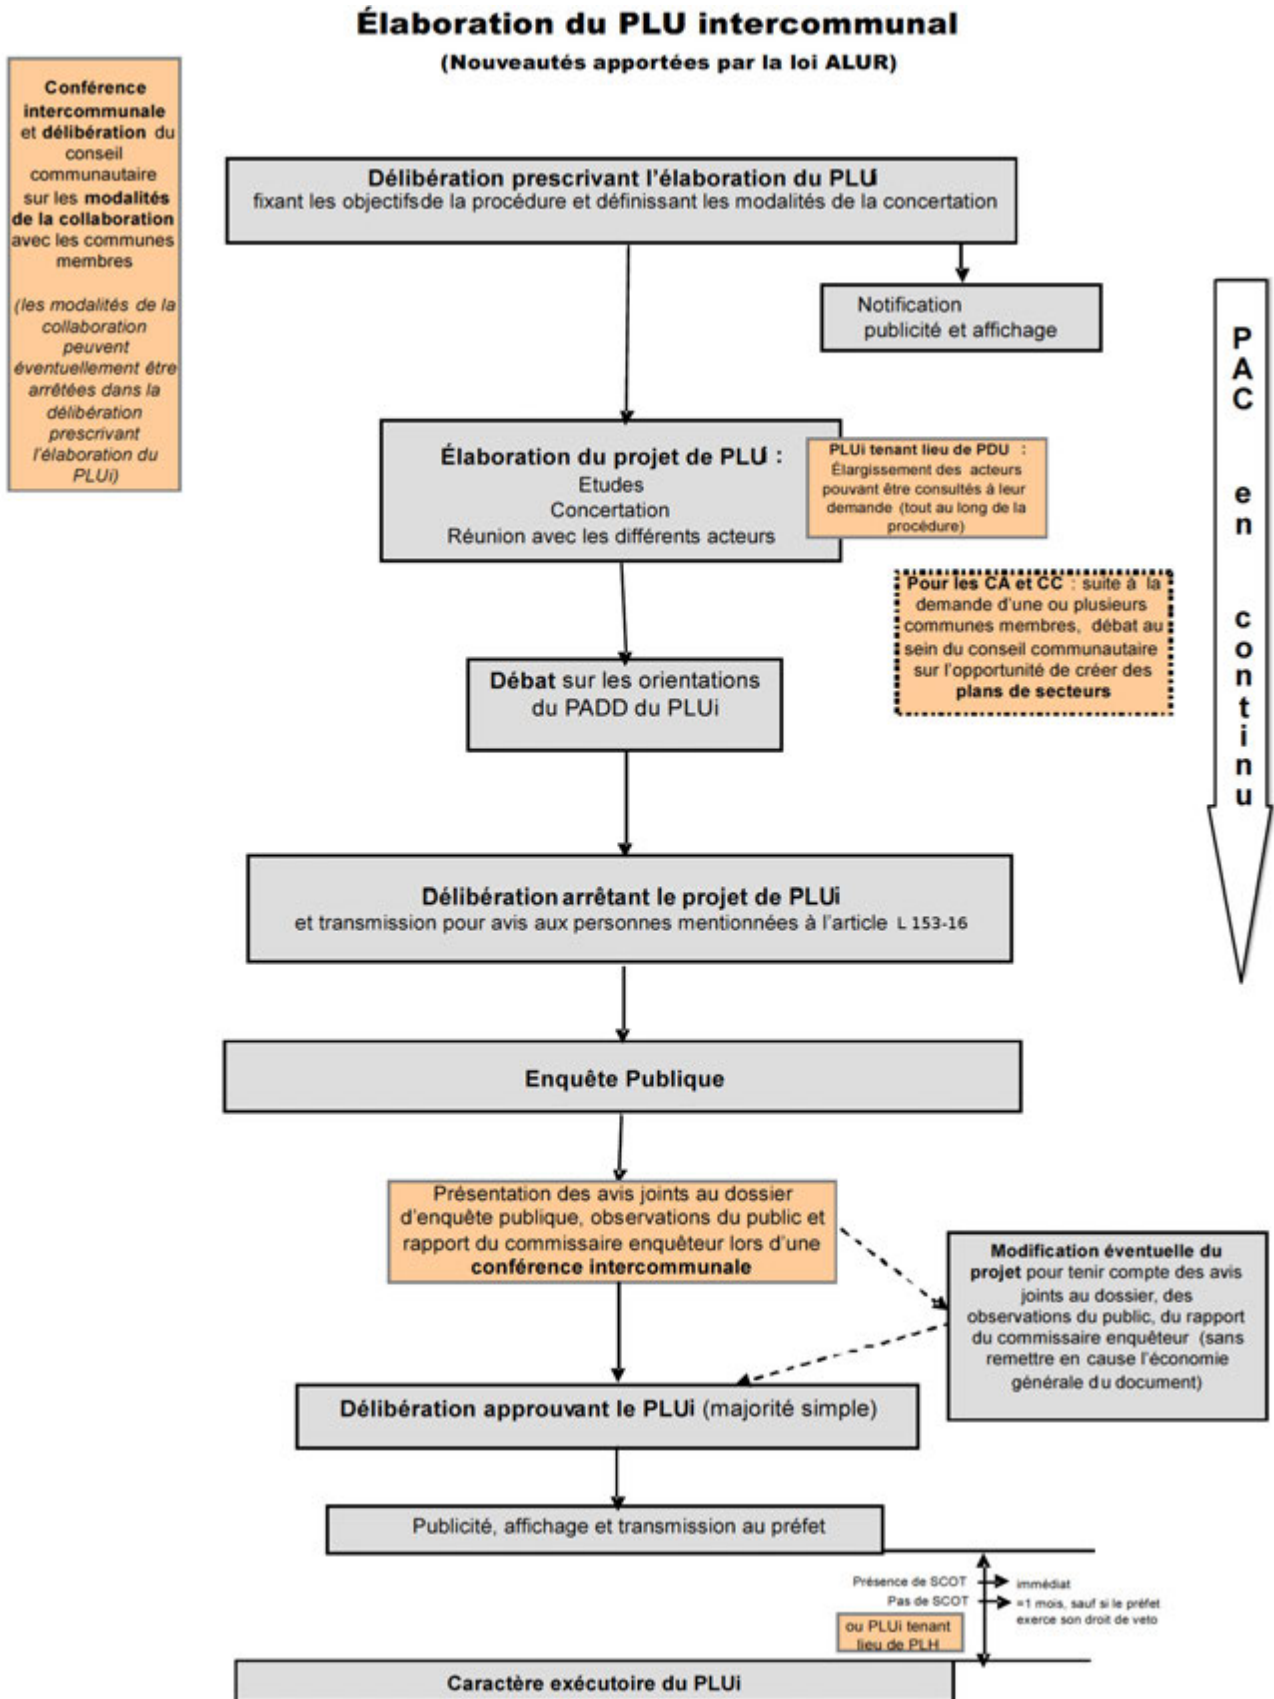 Élaboration du PLU intercommunal
(Nouveautés apportées par la loi ALUR)
Conférence
intercommunale
et délibération du
conseil
communautaire
sur les modalités
de la collaboration
avec les communes
membres
(les modalités de la
collaboration
peuvent
éventuellement être
arrêtées dans la
délibération
prescrivant
l'élaboration du
PLUi)
Délibération prescrivant l'élaboration du PLUi
fixant les objectifsde la procédure et définissant les modalités de la concertation
Notification
publicité et affichage
PAC en continu
Élaboration du projet de PLUi :
Etudes
Concertation
Réunion avec les différents acteurs
PLUi tenant lieu de PDU :
Élargissement des acteurs
pouvant être consultés à leur
demande (tout au long de la
procédure)
Pour les CA et CC : suite à la
demande d'une ou plusieurs
communes membres, débat au
sein du conseil communautaire
sur l'opportunité de créer des
plans de secteurs
Débat sur les orientations
du PADD du PLUi
Délibération arrêtant le projet de PLUi
et transmission pour avis aux personnes mentionnées à l'article L 153-16
Enquête Publique
Présentation des avis joints au dossier
d'enquête publique, observations du public et
rapport du commissaire enquêteur lors d'une
conférence intercommunale
Modification éventuelle du
projet pour tenir compte des avis
joints au dossier, des
observations du public, du rapport
du commissaire enquêteur (sans
remettre en cause l'économie
générale du document)
Délibération approuvant le PLUi (majorité simple)
Publicité, affichage et transmission au préfet
Présence de SCOT
immédiat
Pas de SCOT
=1 mois, sauf si le préfet
exerce son droit de veto
ou PLUi tenant
lieu de PLH
Caractère exécutoire du PLUi